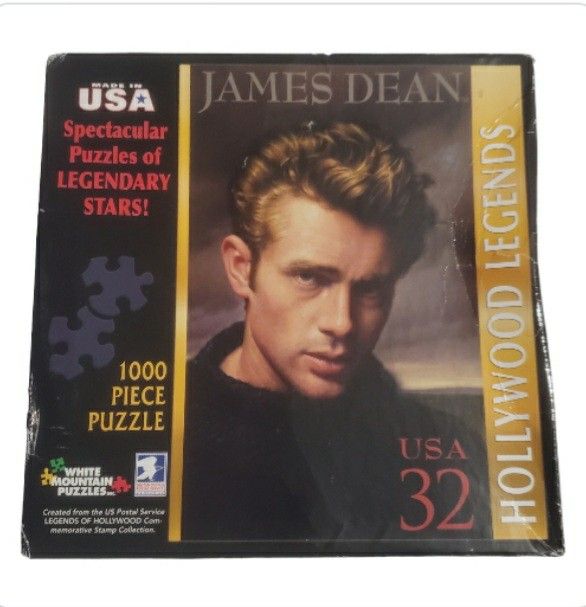 MADE IN
USA
Spectacular
Puzzles of
LEGENDARY
STARS!
JAMES DEAN
HOLLYWOOD LEGENDS
1000
PIECE
PUZZLE
USA
32
WHITE
MOUNTAIN
PUZZLES
Created from the US Postal Service
LEGENDS OF HOLLYWOOD Com-
memorative Stamp Collection.